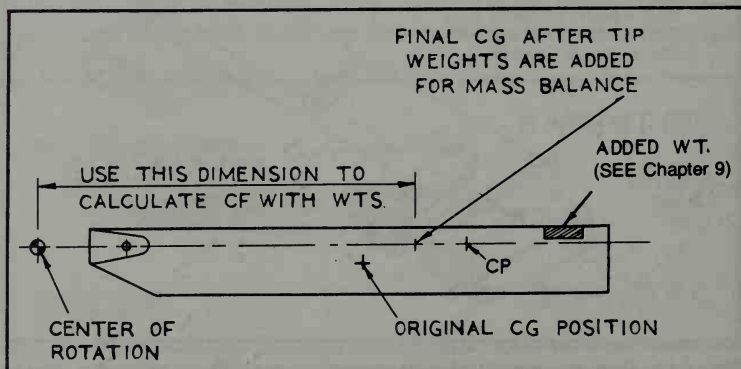 FINAL CG AFTER TIP
WEIGHTS ARE ADDED
FOR MASS BALANCE
ADDED WT.
(SEE Chapter 9)
USE THIS DIMENSION TO
CALCULATE CF WITH WTS.
CP
CENTER OF
ROTATION
ORIGINAL CG POSITION